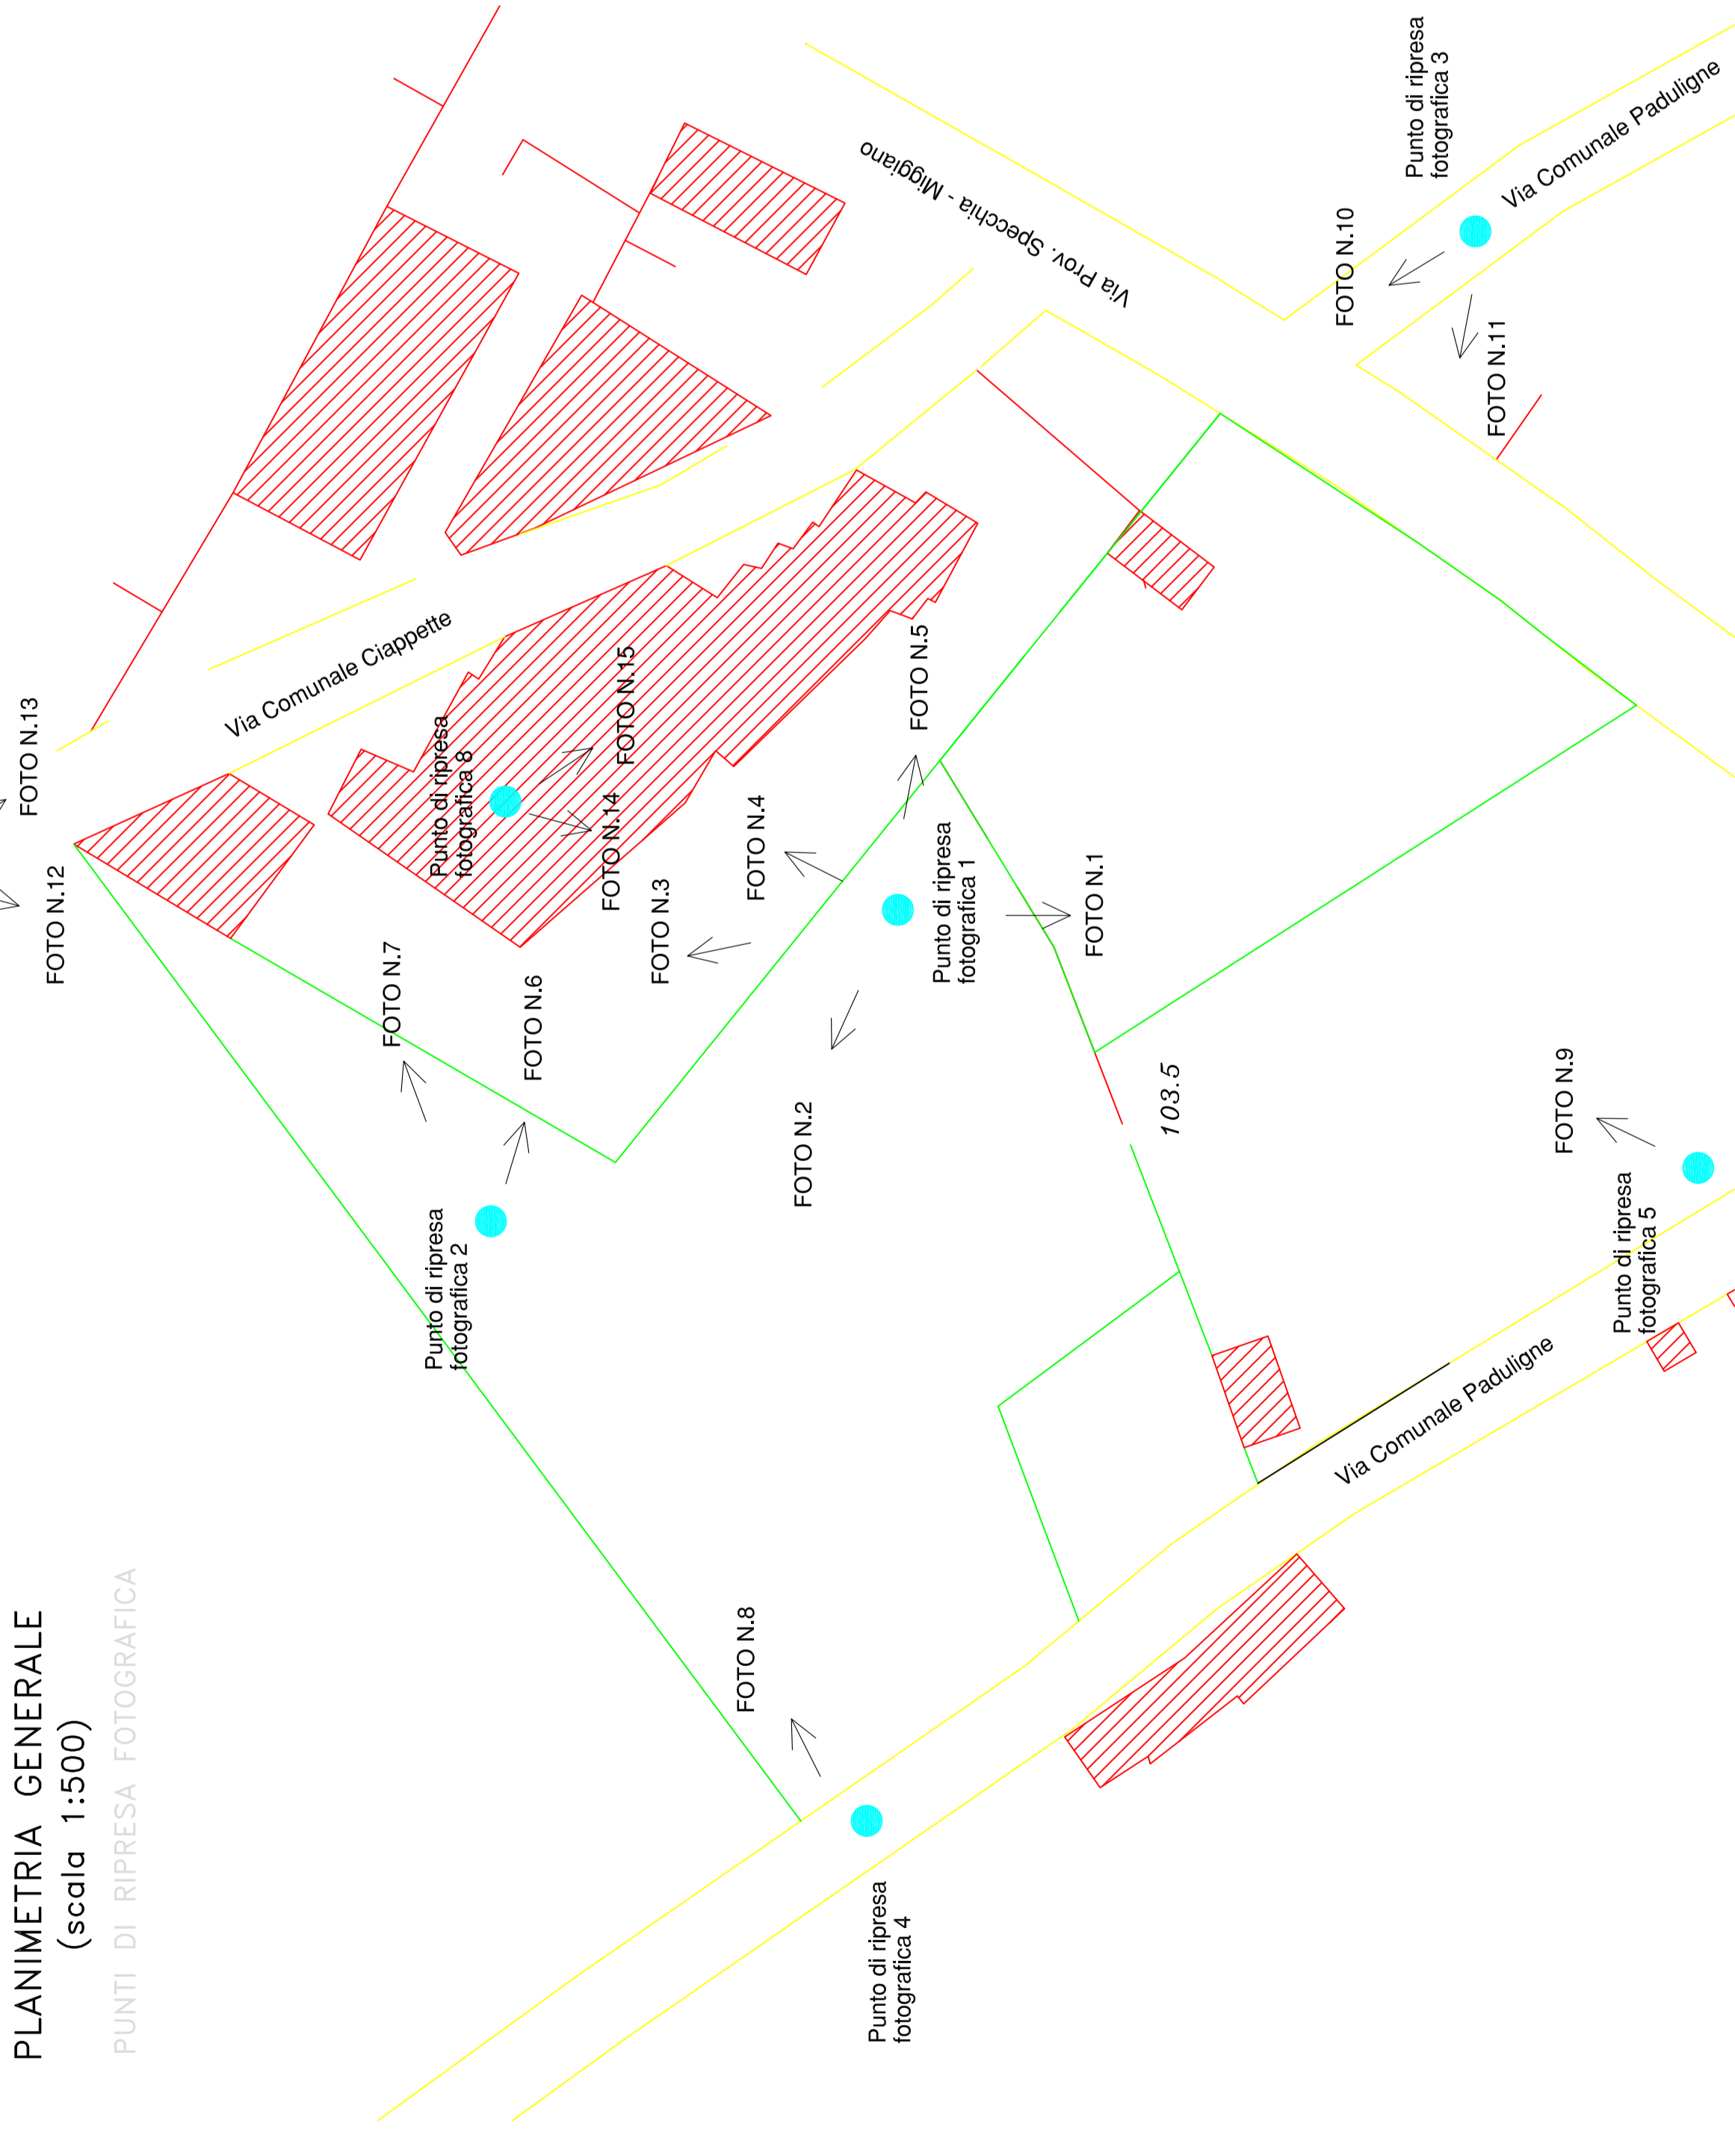 PLANIMETRIA GENERALE
(scala 1:500)
PUNTI DI RIPRESA FOTOGRAFICA
FOTO N.13
FOTO N.12
Via Comunale Ciappette
Punto di ripresa
fotografica 8
FOTO N.15
FOTO N.14
FOTO N.7
FOTO N.6
Punto di ripresa
fotografica 2
FOTO N.3
FOTO N.4
FOTO N.5
Punto di ripresa
fotografica 1
FOTO N.1
FOTO N.2
FOTO N.8
Punto di ripresa
fotografica 4
Via Prov. Specchia - Miggiano
Punto di ripresa
fotografica 3
FOTO N.10
FOTO N.11
Via Comunale Paduligne
103.5
FOTO N.9
Punto di ripresa
fotografica 5
Via Comunale Paduligne